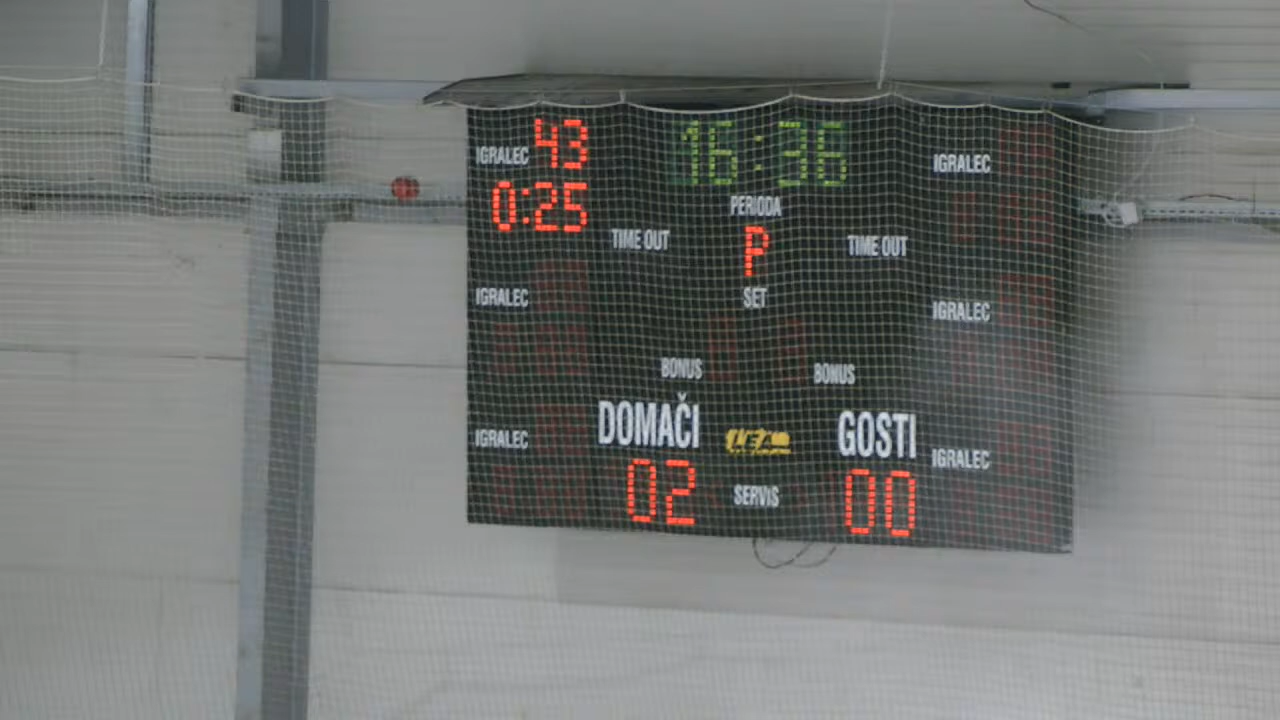 IGRALEC 43 16:36 IGRALEC
0:25 PERIODA
TIME OUT P TIME OUT
IGRALEC SET IGRALEC
BONUS BONUS
IGRALEC DOMAČI LEA GOSTI IGRALEC
02 SERVIS 00